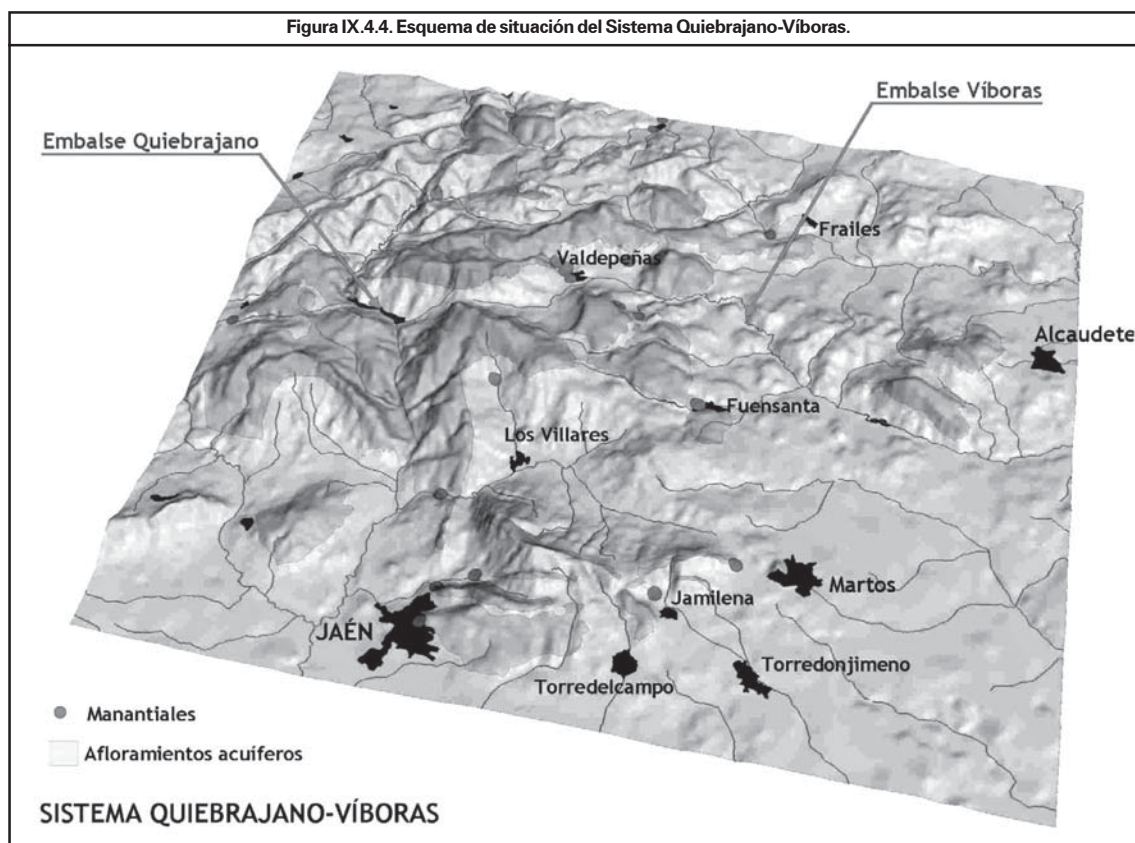 Figura IX.4.4. Esquema de situación del Sistema Quiebrajano-Víboras.
Embalse Víboras
Embalse Quiebrajano
Frailes
Valdepeñas
Alcaudete
Fuensanta
Los Villares
Martos
Jamilena
JAÉN
Torredonjimeno
Torredelcampo
Manantiales
Afloramientos acuíferos
SISTEMA QUIEBRAJANO-VÍBORAS